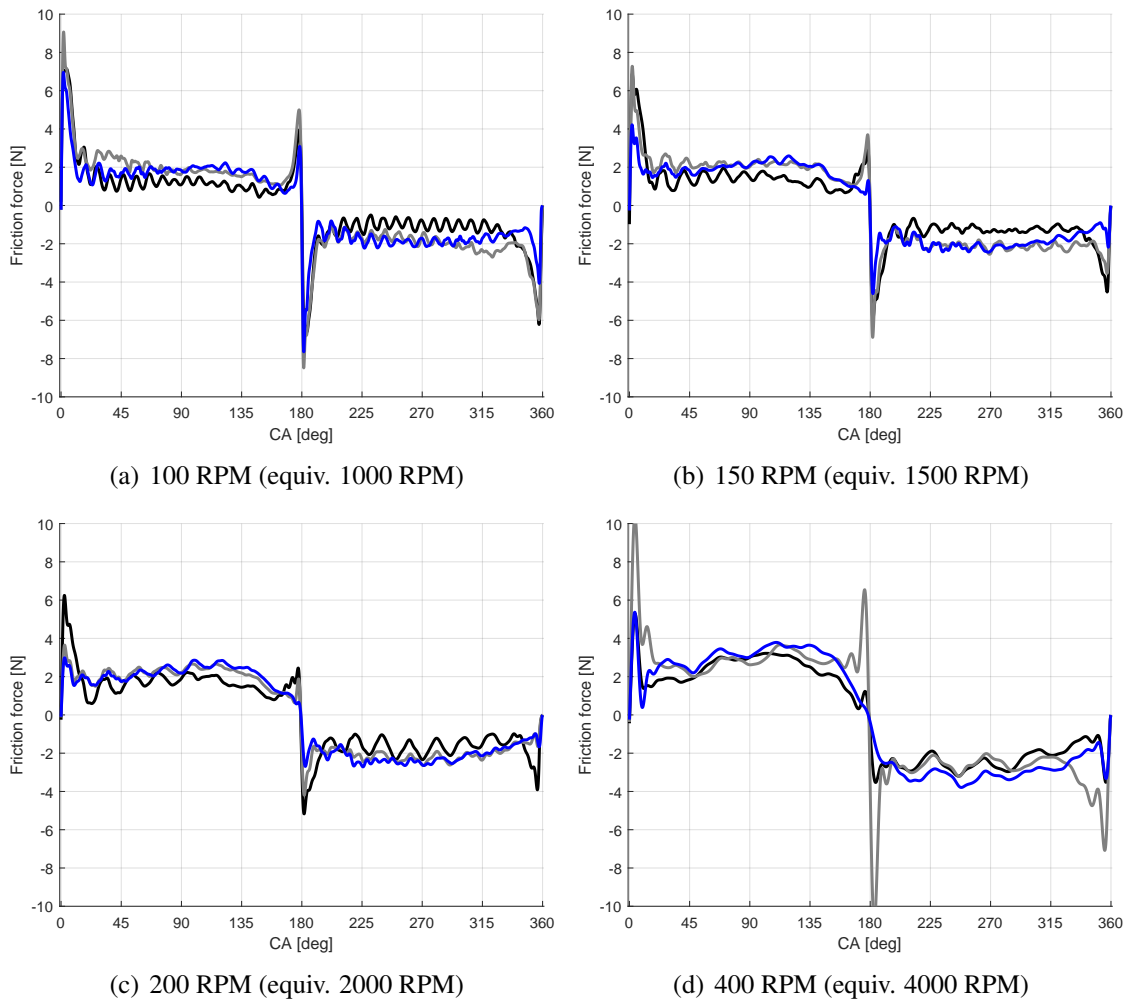 10
8
6
4
2
0
-2
-4
-6
-8
-10
Friction force [N]
0 45 90 135 180 225 270 315 360
CA [deg]
(a) 100 RPM (equiv. 1000 RPM)
10
8
6
4
2
0
-2
-4
-6
-8
-10
Friction force [N]
0 45 90 135 180 225 270 315 360
CA [deg]
(b) 150 RPM (equiv. 1500 RPM)
10
8
6
4
2
0
-2
-4
-6
-8
-10
Friction force [N]
0 45 90 135 180 225 270 315 360
CA [deg]
(c) 200 RPM (equiv. 2000 RPM)
10
8
6
4
2
0
-2
-4
-6
-8
-10
Friction force [N]
0 45 90 135 180 225 270 315 360
CA [deg]
(d) 400 RPM (equiv. 4000 RPM)